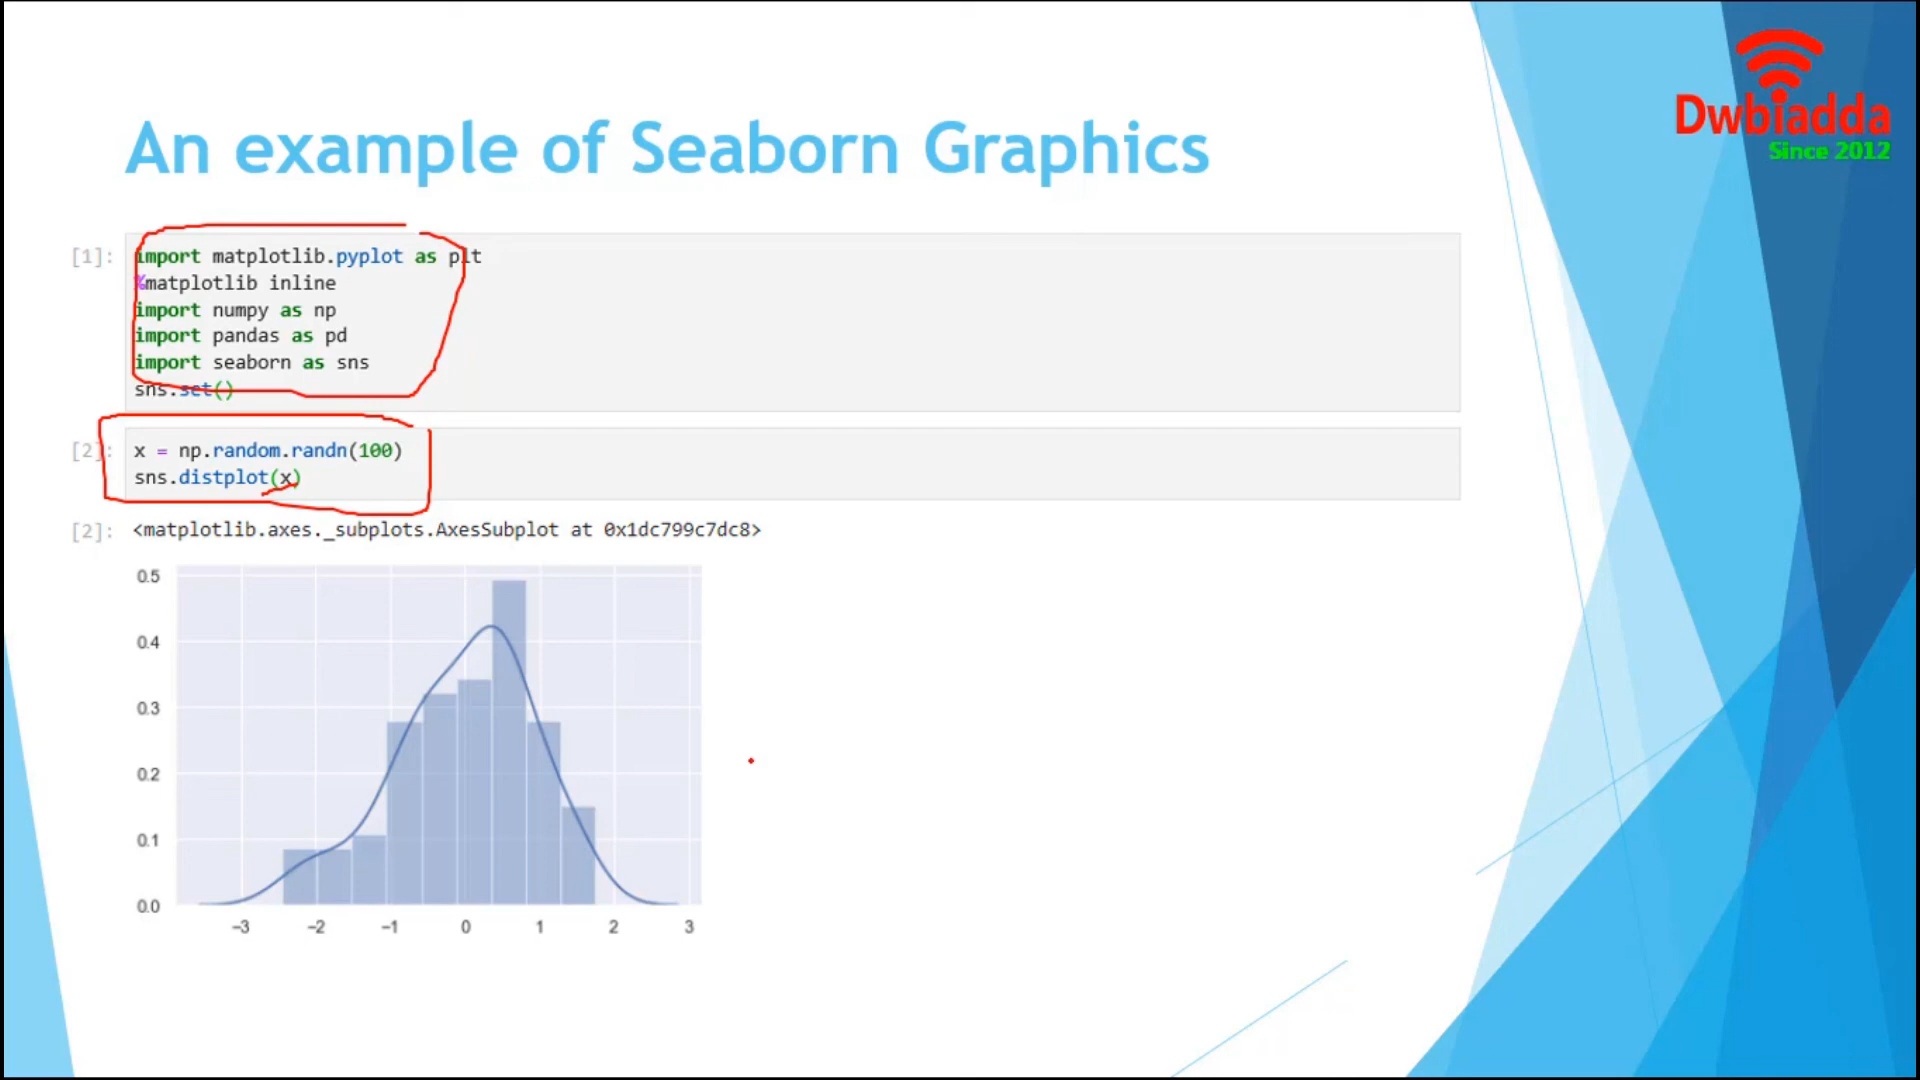 Dwbiadda
Since 2012
An example of Seaborn Graphics
[1]: import matplotlib.pyplot as plt
%matplotlib inline
import numpy as np
import pandas as pd
import seaborn as sns
sns.set()
[2]: x = np.random.randn(100)
sns.distplot(x)
[2]: <matplotlib.axes._subplots.AxesSubplot at 0x1dc799c7dc8>
0.5
0.4
0.3
0.2
0.1
0.0
−3 −2 −1 0 1 2 3